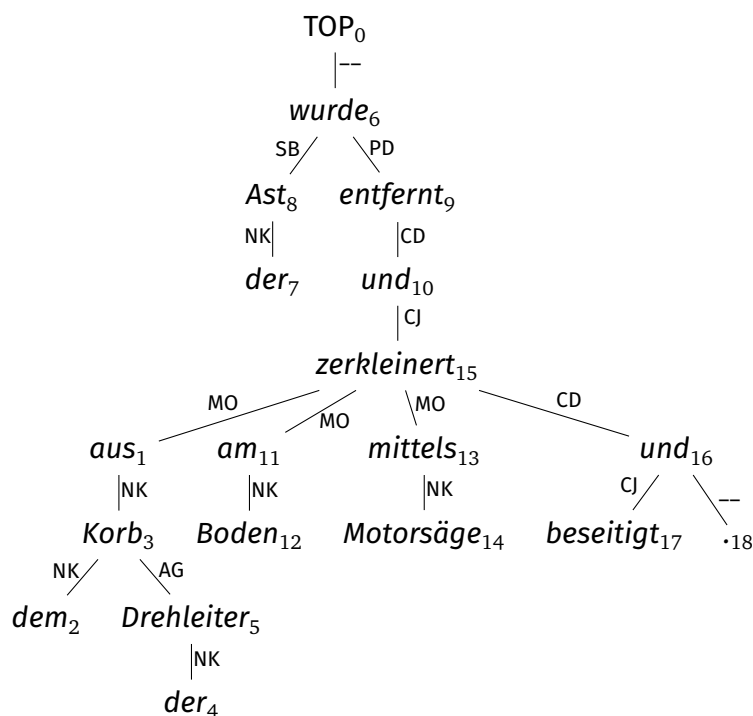 TOP₀
--
wurde₆
SB PD
Ast₈ entfernt₉
NK CD
der₇ und₁₀
CJ
zerkleinert₁₅
MO MO MO CD
aus₁ am₁₁ mittels₁₃ und₁₆
NK NK NK CJ --
Korb₃ Boden₁₂ Motorsäge₁₄ beseitigt₁₇ .₁₈
NK AG
dem₂ Drehleiter₅
NK
der₄